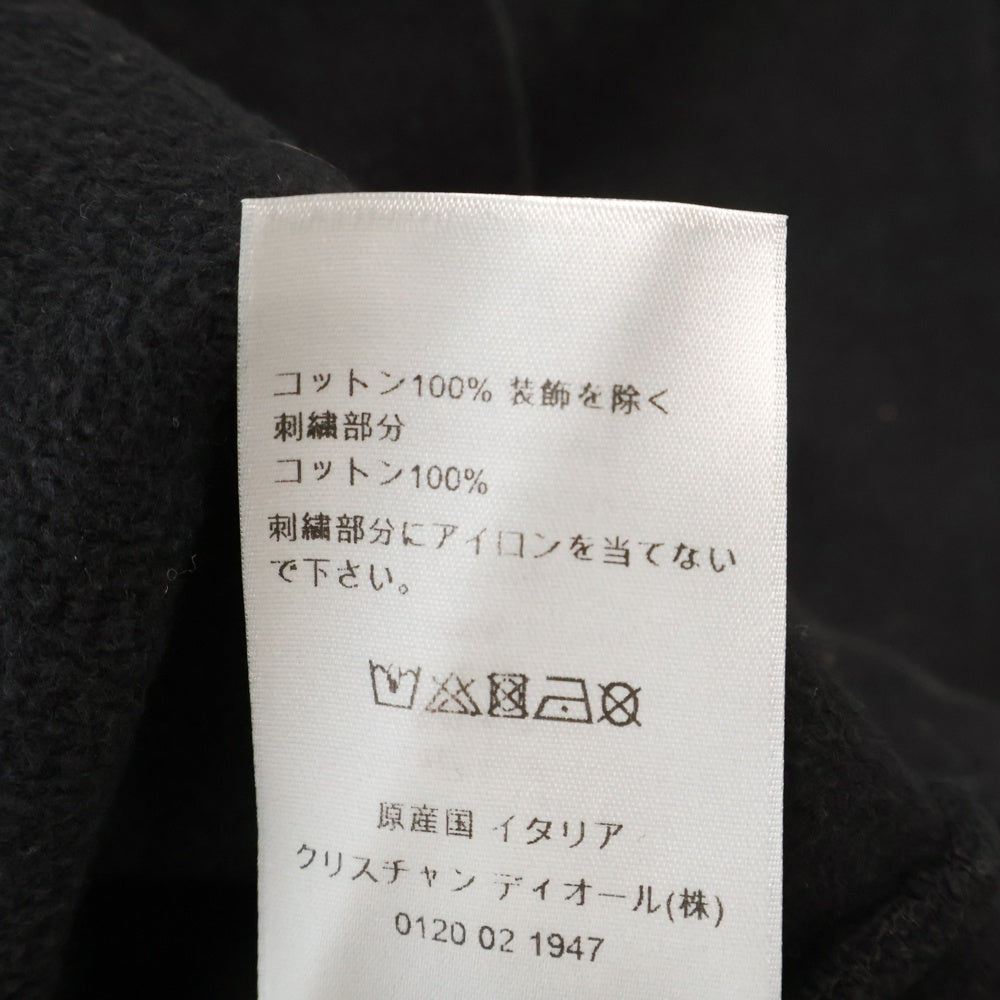 コットン100% 装飾を除く
刺繍部分
コットン100%
刺繍部分にアイロンを当てない
で下さい。
原産国 イタリア
クリスチャン ディオール(株)
0120 02 1947